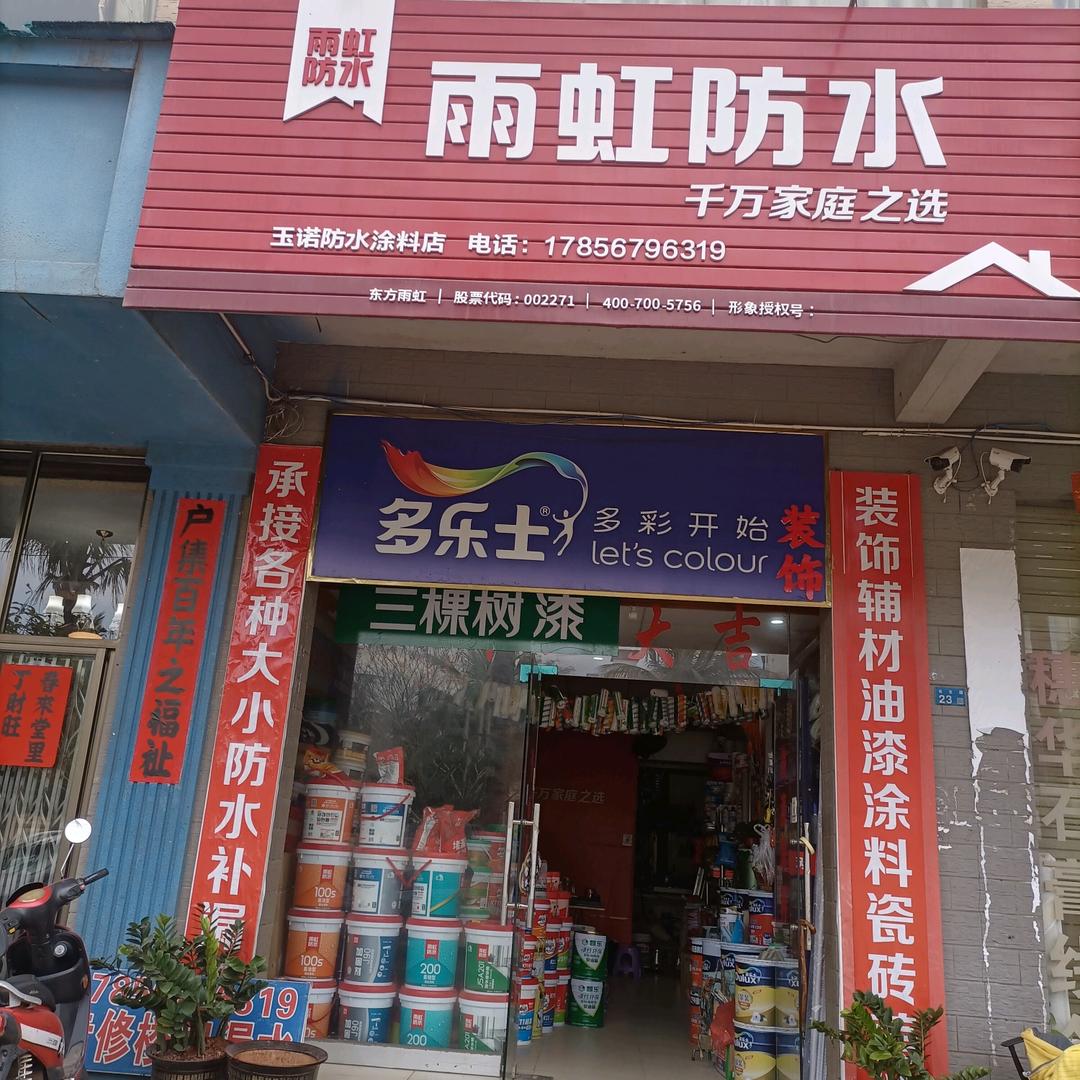 雨虹
防水
雨虹防水
千万家庭之选
玉诺防水涂料店 电话：17856796319
东方雨虹 | 股票代码：002271 | 400-700-5756 | 形象授权号：
多乐士® 多彩开始
let's colour
装饰
三棵树漆
大吉
承接各种大小防水补漏
装饰辅材油漆涂料瓷砖
户集百年之福祉
春来堂里
丁财旺
23
千万家庭之选
100s
100s
200
200